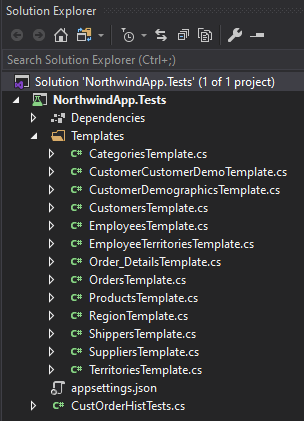 Solution Explorer
Search Solution Explorer (Ctrl+;)
Solution 'NorthwindApp.Tests' (1 of 1 project)
NorthwindApp.Tests
Dependencies
Templates
C# CategoriesTemplate.cs
C# CustomerCustomerDemoTemplate.cs
C# CustomerDemographicsTemplate.cs
C# CustomersTemplate.cs
C# EmployeesTemplate.cs
C# EmployeeTerritoriesTemplate.cs
C# Order_DetailsTemplate.cs
C# OrdersTemplate.cs
C# ProductsTemplate.cs
C# RegionTemplate.cs
C# ShippersTemplate.cs
C# SuppliersTemplate.cs
C# TerritoriesTemplate.cs
appsettings.json
C# CustOrderHistTests.cs